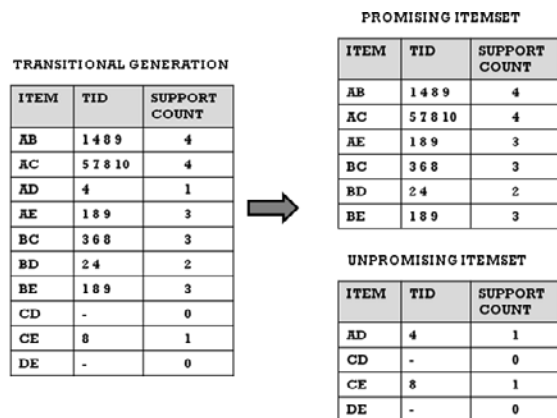 TRANSITIONAL GENERATION
ITEM TID SUPPORT COUNT
AB 1 4 8 9 4
AC 5 7 8 10 4
AD 4 1
AE 1 8 9 3
BC 3 6 8 3
BD 2 4 2
BE 1 8 9 3
CD - 0
CE 8 1
DE - 0
PROMISING ITEMSET
ITEM TID SUPPORT COUNT
AB 1 4 8 9 4
AC 5 7 8 10 4
AE 1 8 9 3
BC 3 6 8 3
BD 2 4 2
BE 1 8 9 3
UNPROMISING ITEMSET
ITEM TID SUPPORT COUNT
AD 4 1
CD - 0
CE 8 1
DE - 0